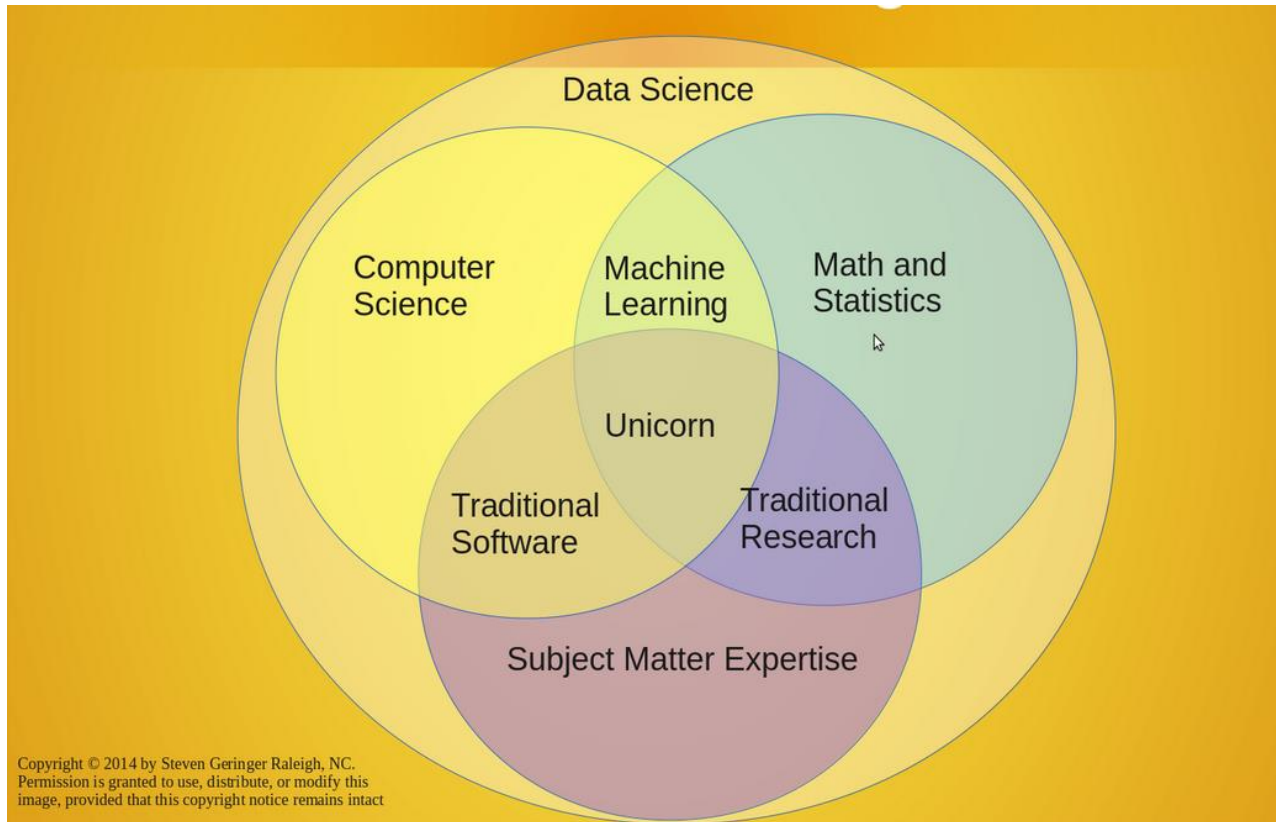 Data Science
Computer
Science
Machine
Learning
Math and
Statistics
Unicorn
Traditional
Software
Traditional
Research
Subject Matter Expertise
Copyright © 2014 by Steven Geringer Raleigh, NC.
Permission is granted to use, distribute, or modify this
image, provided that this copyright notice remains intact